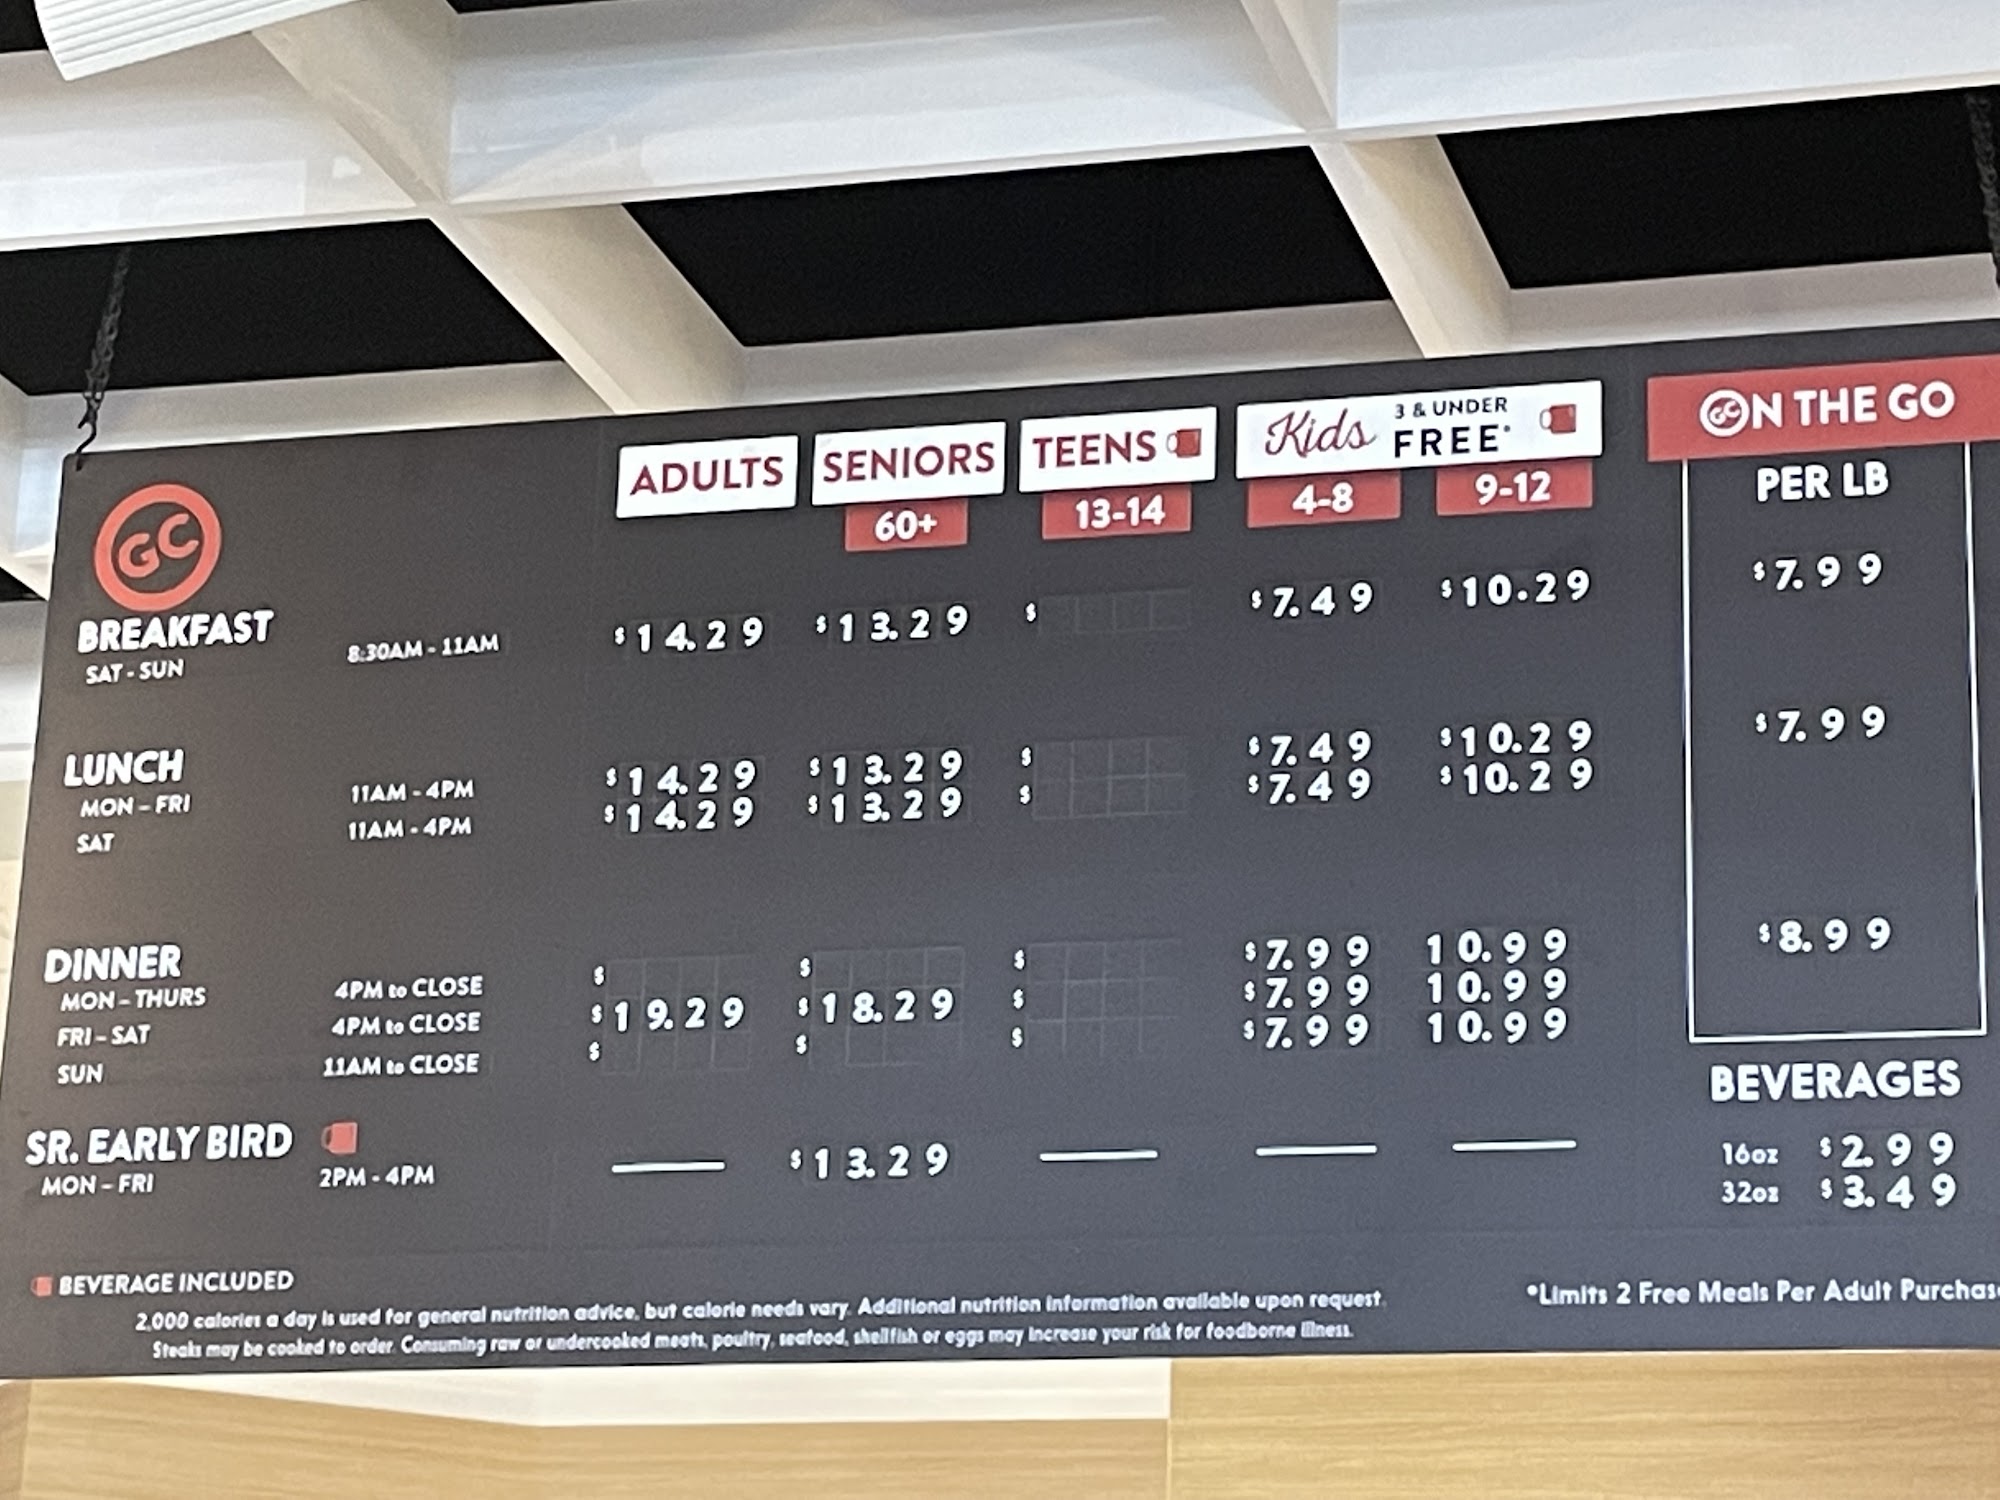 ADULTS SENIORS TEENS Kids 3 & UNDER FREE* GC ON THE GO
60+ 13-14 4-8 9-12 PER LB
GC
BREAKFAST
SAT - SUN 8:30AM - 11AM $14.29 $13.29 $ $7.49 $10.29 $7.99
LUNCH
MON - FRI 11AM - 4PM $14.29 $13.29 $ $7.49 $10.29 $7.99
SAT 11AM - 4PM $14.29 $13.29 $ $7.49 $10.29
DINNER
MON - THURS 4PM to CLOSE $ $ $ $7.99 10.99 $8.99
FRI - SAT 4PM to CLOSE $19.29 $18.29 $ $7.99 10.99
SUN 11AM to CLOSE $ $ $ $7.99 10.99
SR. EARLY BIRD
MON - FRI 2PM - 4PM $13.29
BEVERAGES
16oz $2.99
32oz $3.49
BEVERAGE INCLUDED
2,000 calories a day is used for general nutrition advice, but calorie needs vary. Additional nutrition information available upon request.
Steaks may be cooked to order. Consuming raw or undercooked meats, poultry, seafood, shellfish or eggs may increase your risk for foodborne illness.
*Limits 2 Free Meals Per Adult Purchas